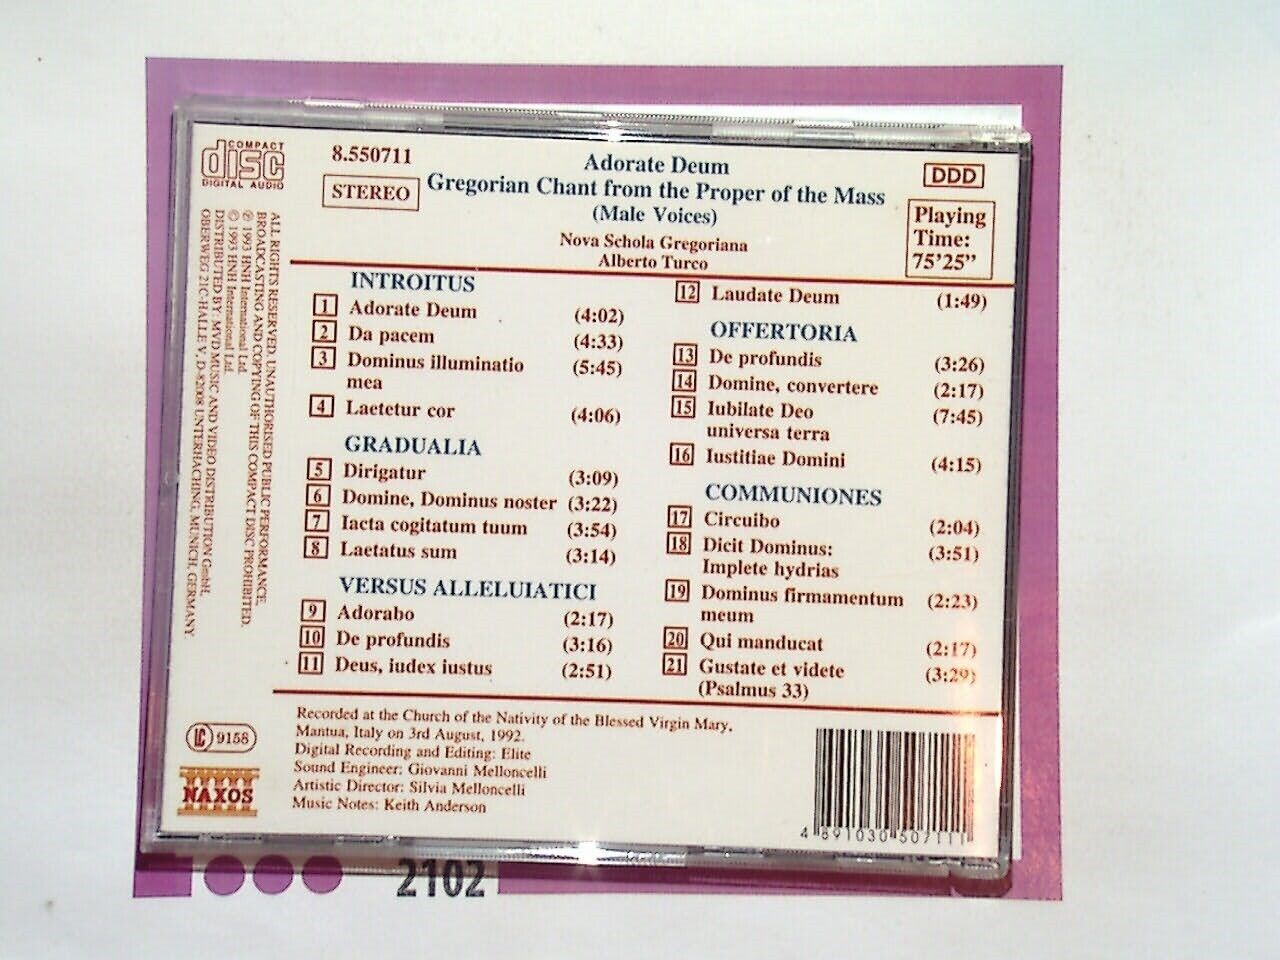 COMPACT
disc
DIGITAL AUDIO
8.550711
STEREO
Adorate Deum
Gregorian Chant from the Proper of the Mass
(Male Voices)
Nova Schola Gregoriana
Alberto Turco
DDD
Playing
Time:
75'25"
INTROITUS
1 Adorate Deum (4:02)
2 Da pacem (4:33)
3 Dominus illuminatio (5:45)
mea
4 Laetetur cor (4:06)
GRADUALIA
5 Dirigatur (3:09)
6 Domine, Dominus noster (3:22)
7 Iacta cogitatum tuum (3:54)
8 Laetatus sum (3:14)
VERSUS ALLELUIATICI
9 Adorabo (2:17)
10 De profundis (3:16)
11 Deus, iudex iustus (2:51)
12 Laudate Deum (1:49)
OFFERTORIA
13 De profundis (3:26)
14 Domine, convertere (2:17)
15 Iubilate Deo (7:45)
universa terra
16 Iustitiae Domini (4:15)
COMMUNIONES
17 Circuibo (2:04)
18 Dicit Dominus: (3:51)
Implete hydrias
19 Dominus firmamentum (2:23)
meum
20 Qui manducat (2:17)
21 Gustate et videte (3:29)
(Psalmus 33)
Recorded at the Church of the Nativity of the Blessed Virgin Mary,
Mantua, Italy on 3rd August, 1992.
Digital Recording and Editing: Elite
Sound Engineer: Giovanni Melloncelli
Artistic Director: Silvia Melloncelli
Music Notes: Keith Anderson
ALL RIGHTS RESERVED. UNAUTHORISED PUBLIC PERFORMANCE,
BROADCASTING AND COPYING OF THIS COMPACT DISC PROHIBITED.
℗ 1993 HNH International Ltd.
© 1993 HNH International Ltd.
DISTRIBUTED BY: MVD MUSIC AND VIDEO DISTRIBUTION GmbH,
OBERWEG 21C-HALLE V, D-82008 UNTERHACHING, MUNICH, GERMANY.
LC 9158
NAXOS
4 891030 507111
2102